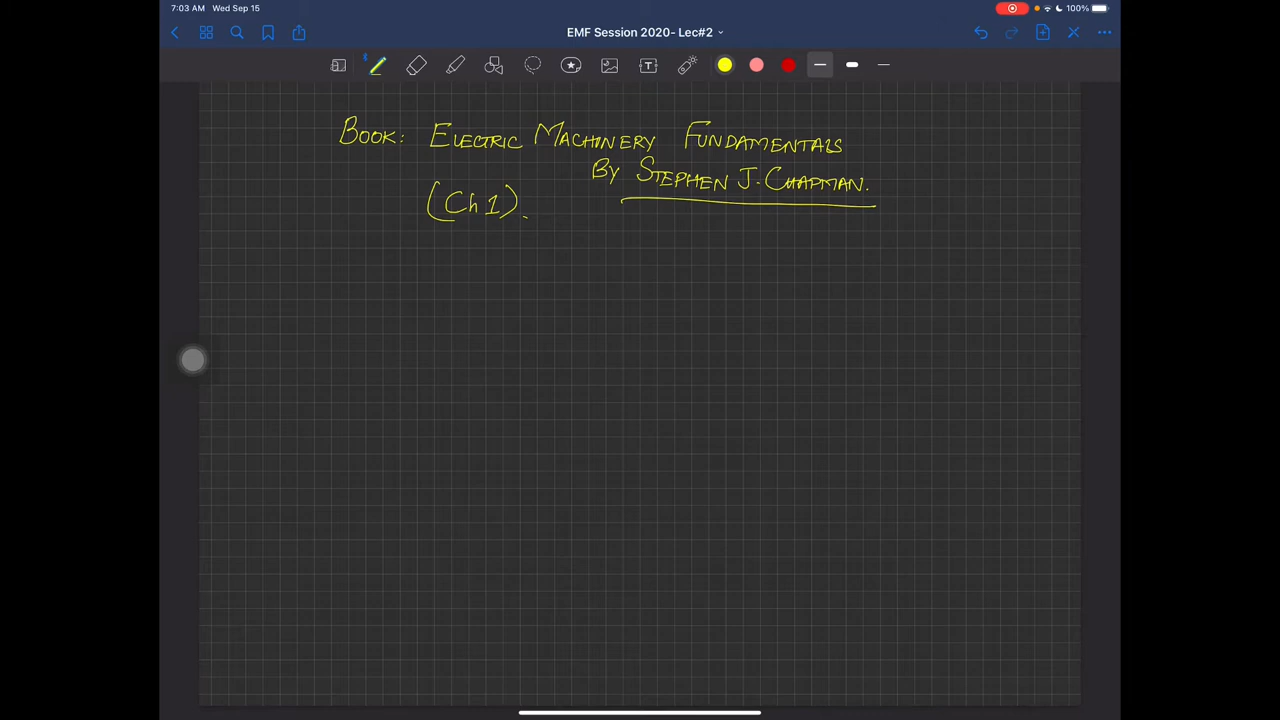 7:03 AM Wed Sep 15
100%
EMF Session 2020- Lec#2
T
BOOK: ELECTRIC MACHINERY FUNDAMENTALS
BY STEPHEN J. CHAPMAN.
(Ch 1).